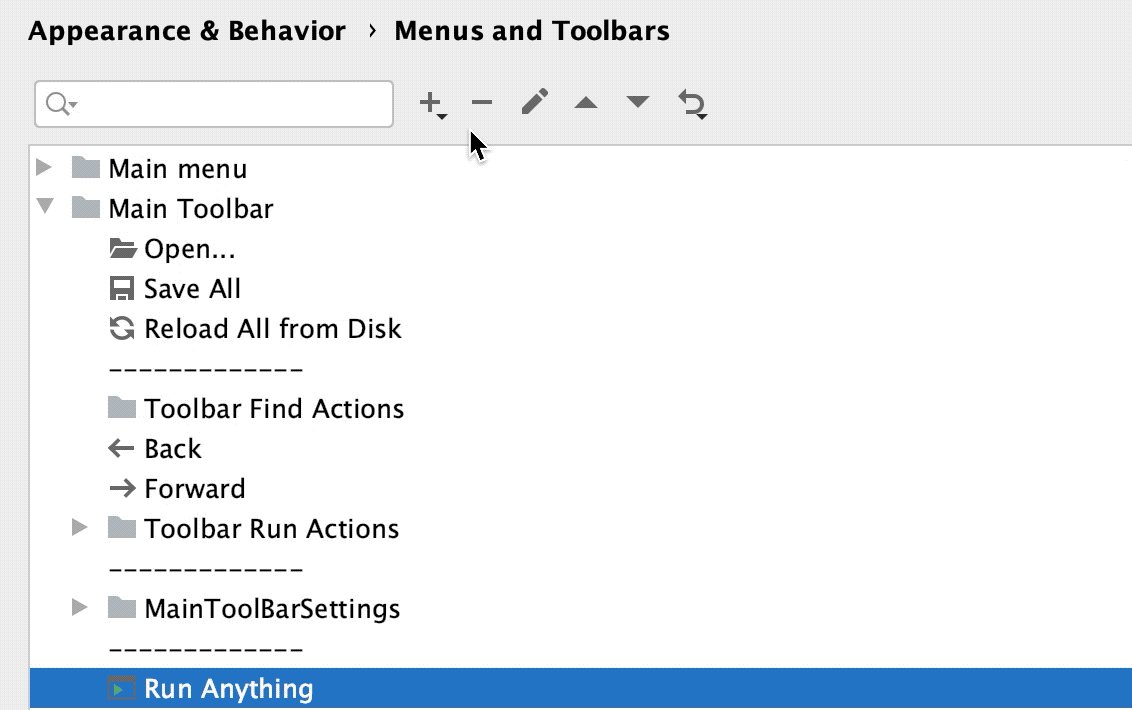 Appearance & Behavior › Menus and Toolbars
Main menu
Main Toolbar
Open...
Save All
Reload All from Disk
-------------
Toolbar Find Actions
Back
Forward
Toolbar Run Actions
-------------
MainToolBarSettings
-------------
Run Anything